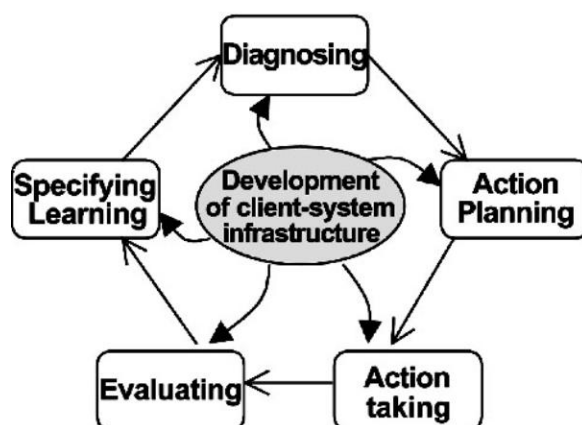 Diagnosing
Specifying
Learning
Development
of client-system
infrastructure
Action
Planning
Evaluating
Action
taking